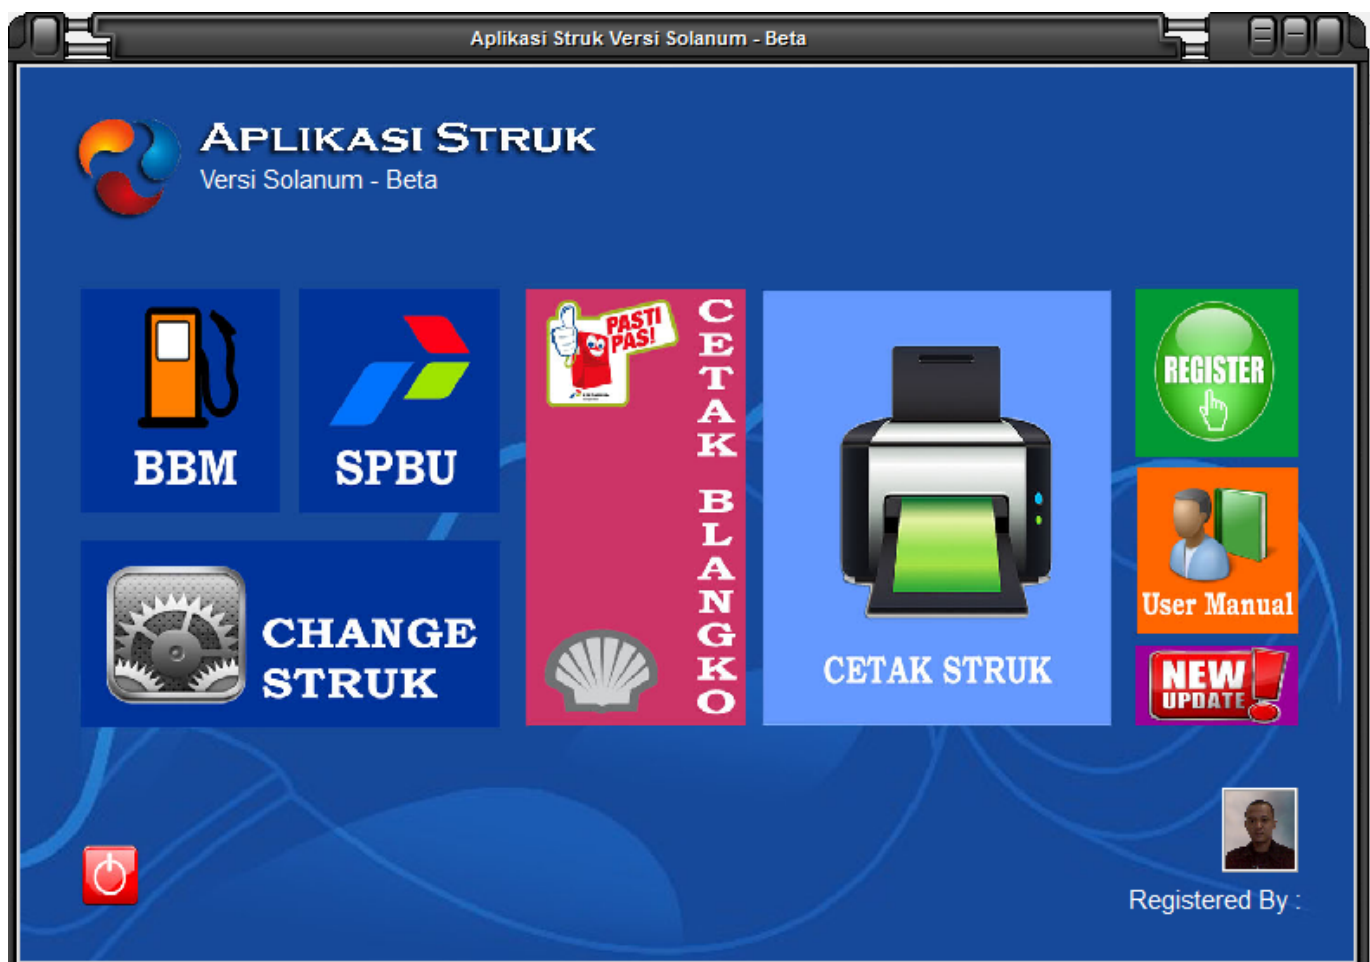 Aplikasi Struk Versi Solanum - Beta
APLIKASI STRUK
Versi Solanum - Beta
BBM
SPBU
CHANGE
STRUK
PASTI
PAS!
CETAK BLANGKO
CETAK STRUK
REGISTER
User Manual
NEW
UPDATE
Registered By :